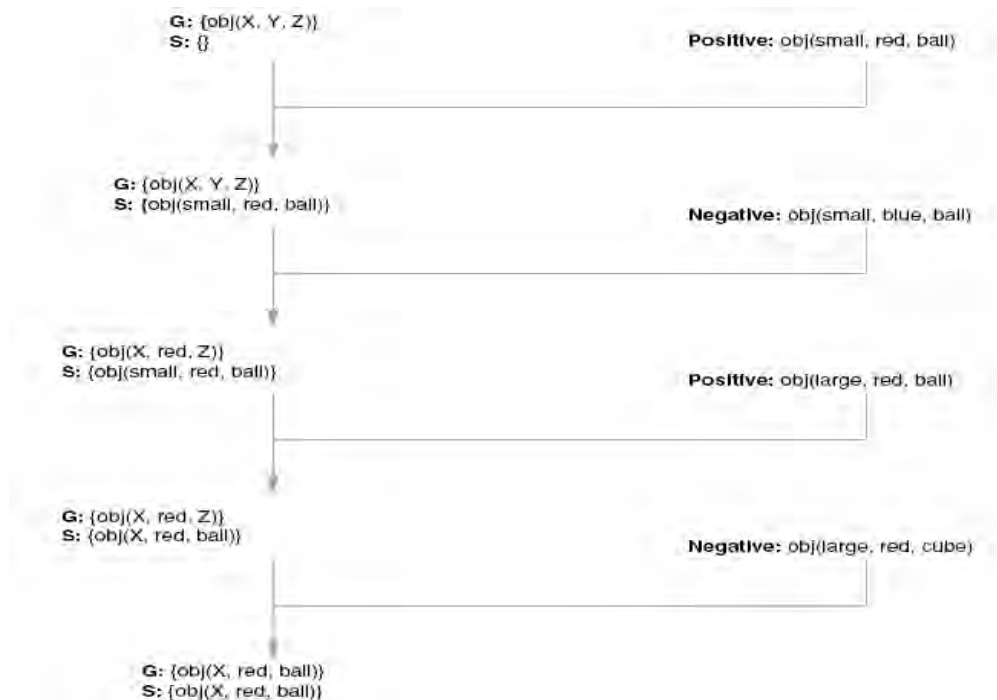 G: {obj(X, Y, Z)}
S: {}
Positive: obj(small, red, ball)
G: {obj(X, Y, Z)}
S: {obj(small, red, ball)}
Negative: obj(small, blue, ball)
G: {obj(X, red, Z)}
S: {obj(small, red, ball)}
Positive: obj(large, red, ball)
G: {obj(X, red, Z)}
S: {obj(X, red, ball)}
Negative: obj(large, red, cube)
G: {obj(X, red, ball)}
S: {obj(X, red, ball)}